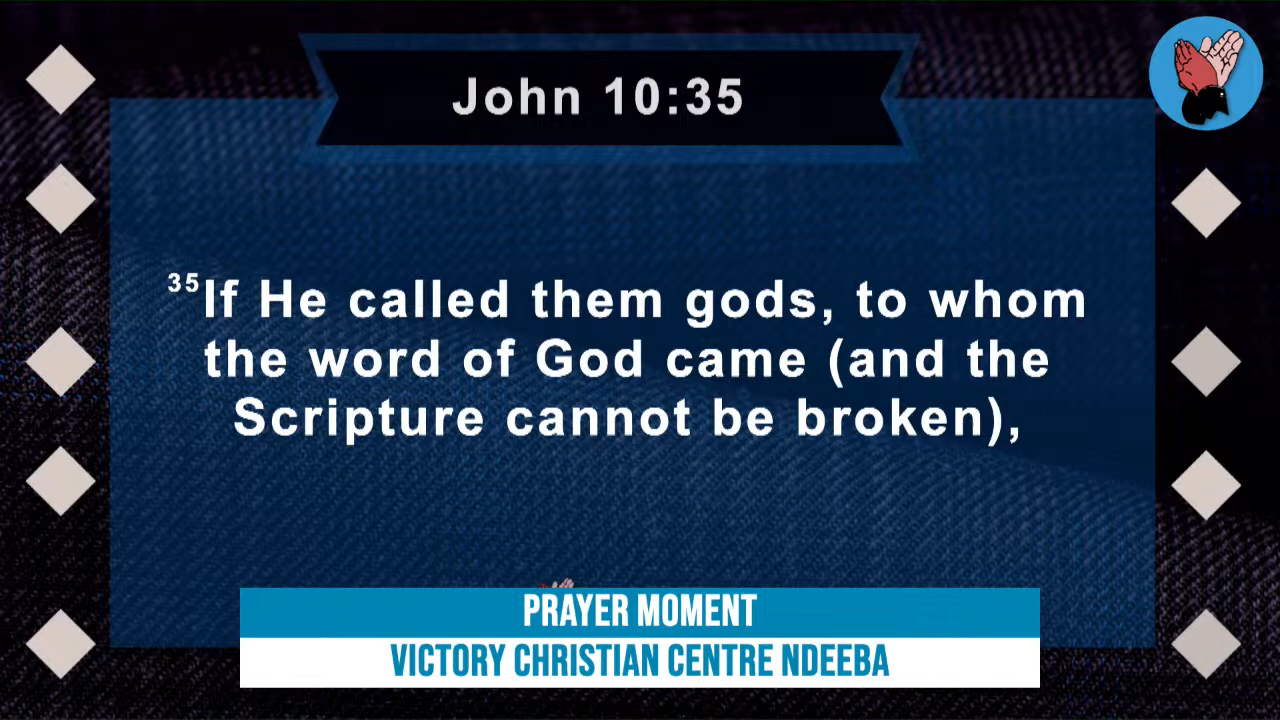 John 10:35
35If He called them gods, to whom
the word of God came (and the
Scripture cannot be broken),
PRAYER MOMENT
VICTORY CHRISTIAN CENTRE NDEEBA